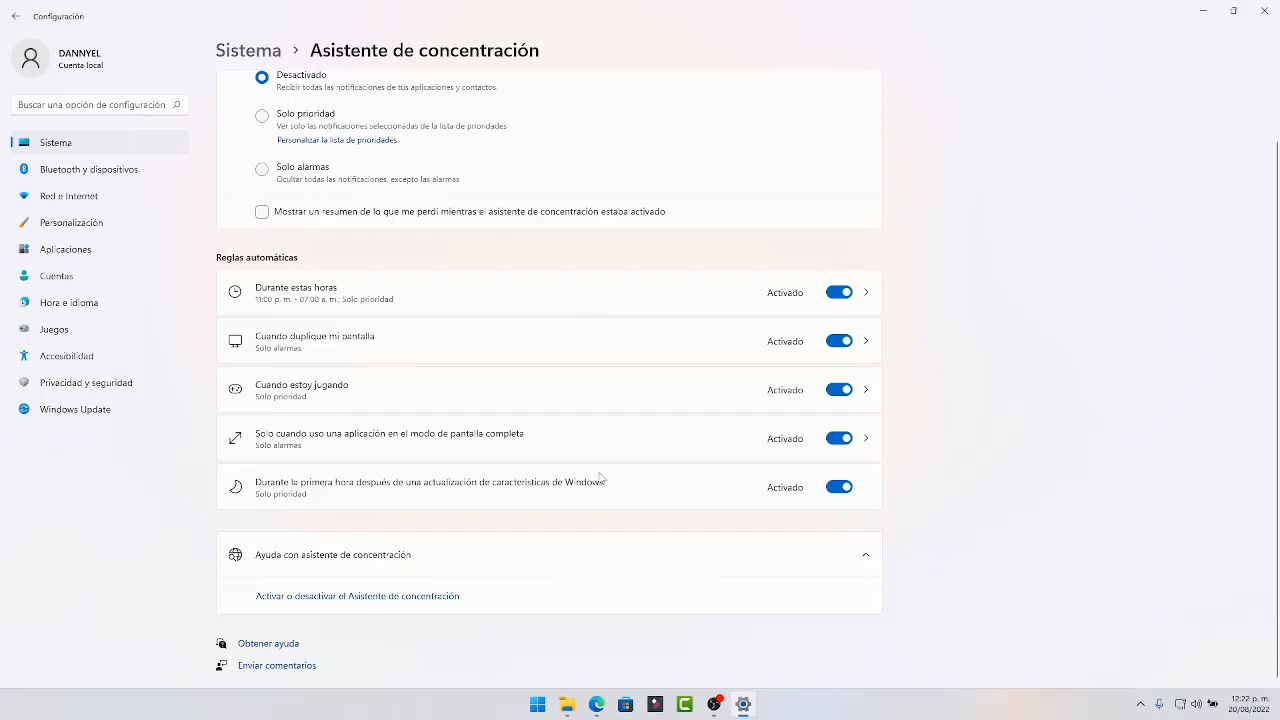 Configuración
DANNYEL
Cuenta local
Buscar una opción de configuración
Sistema
Bluetooth y dispositivos
Red e Internet
Personalización
Aplicaciones
Cuentas
Hora e idioma
Juegos
Accesibilidad
Privacidad y seguridad
Windows Update
Sistema > Asistente de concentración
Desactivado
Recibir todas las notificaciones de tus aplicaciones y contactos.
Solo prioridad
Ver solo las notificaciones seleccionadas de la lista de prioridades
Personalizar la lista de prioridades
Solo alarmas
Ocultar todas las notificaciones, excepto las alarmas
Mostrar un resumen de lo que me perdí mientras el asistente de concentración estaba activado
Reglas automáticas
Durante estas horas
11:00 p. m. - 07:00 a. m.; Solo prioridad
Activado
Cuando duplique mi pantalla
Solo alarmas
Activado
Cuando estoy jugando
Solo prioridad
Activado
Solo cuando uso una aplicación en el modo de pantalla completa
Solo alarmas
Activado
Durante la primera hora después de una actualización de características de Windows
Solo prioridad
Activado
Ayuda con asistente de concentración
Activar o desactivar el Asistente de concentración
Obtener ayuda
Enviar comentarios
12:22 p. m.
20/08/2022